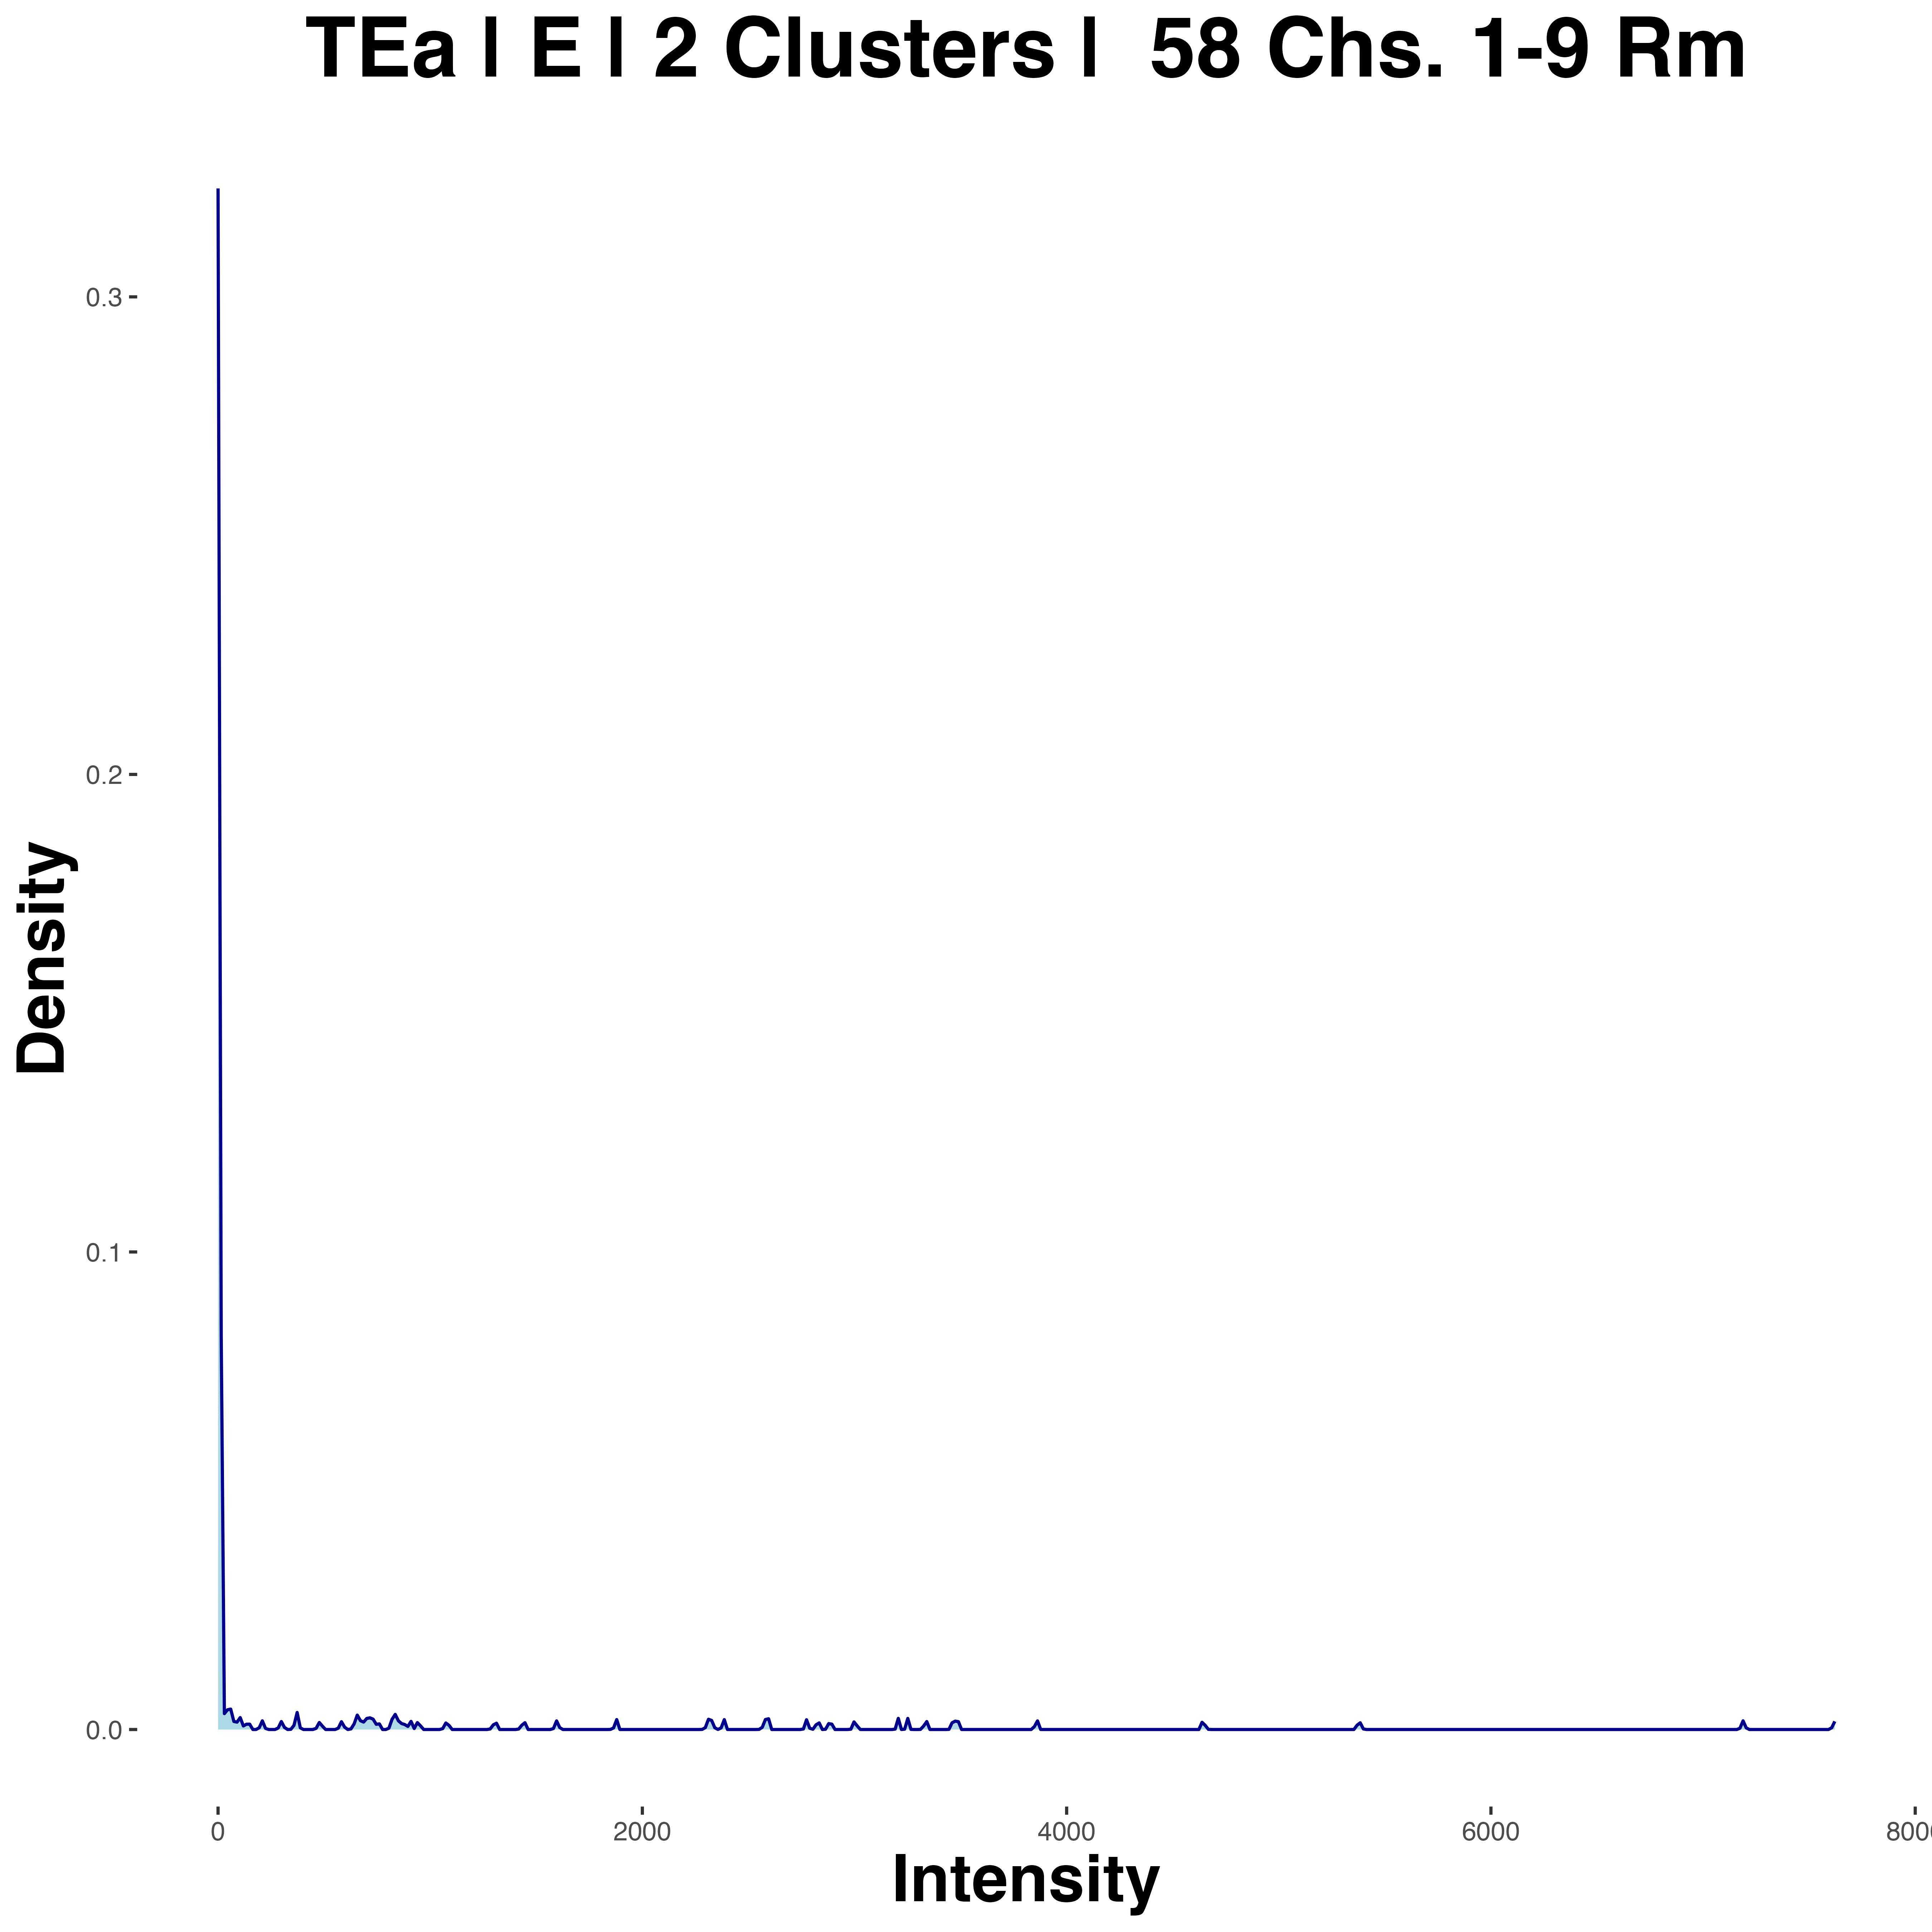 TEa | E | 2 Clusters |  58 Chs. 1-9 Rm
Density
0.3
0.2
0.1
0.0
0
2000
4000
6000
Intensity